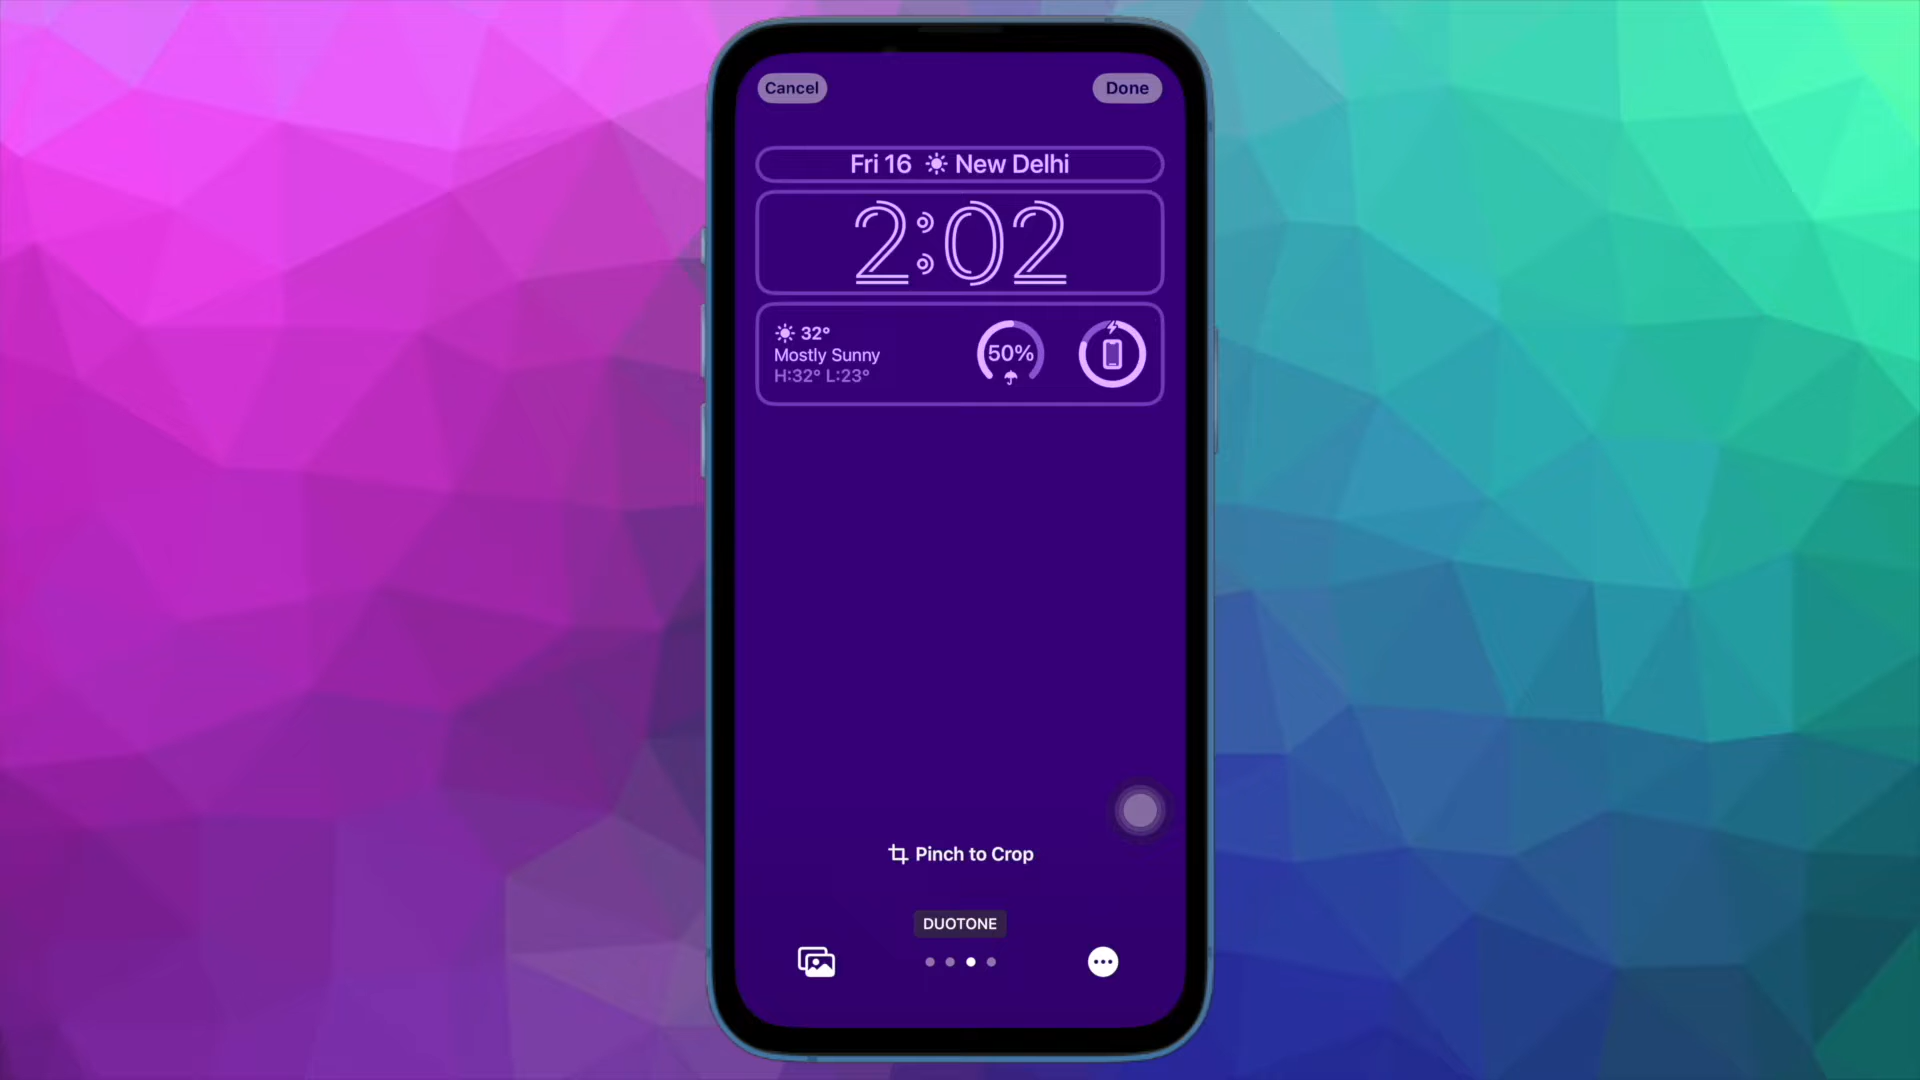 Cancel
Done
Fri 16 New Delhi
2:02
32°
Mostly Sunny
H:32° L:23°
50%
Pinch to Crop
DUOTONE